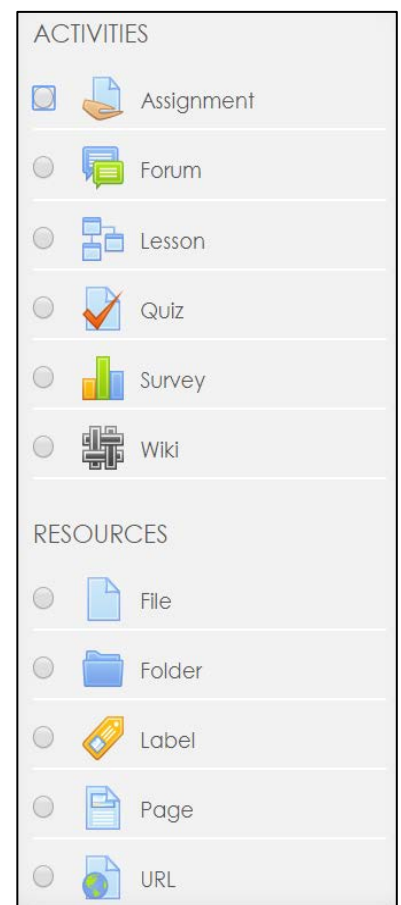 ACTIVITIES
Assignment
Forum
Lesson
Quiz
Survey
Wiki
RESOURCES
File
Folder
Label
Page
URL